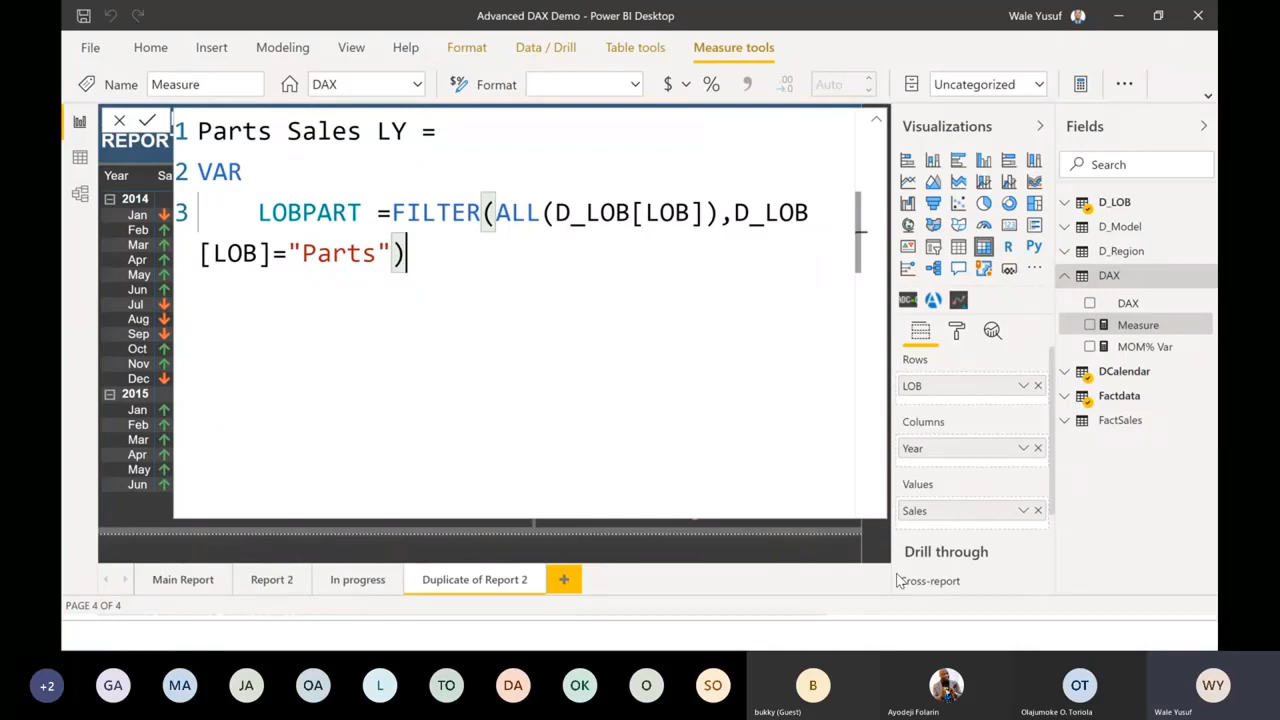 Advanced DAX Demo - Power BI Desktop
Wale Yusuf
File Home Insert Modeling View Help Format Data / Drill Table tools Measure tools
Name Measure DAX Format $ % Auto Uncategorized
REPOR
Year Sa
2014
Jan
Feb
Mar
Apr
May
Jun
Jul
Aug
Sep
Oct
Nov
Dec
2015
Jan
Feb
Mar
Apr
May
Jun
1 Parts Sales LY =
2 VAR
3 LOBPART =FILTER(ALL(D_LOB[LOB]),D_LOB
[LOB]="Parts")
Visualizations
R Py
Rows
LOB
Columns
Year
Values
Sales
Drill through
Cross-report
Fields
Search
D_LOB
D_Model
D_Region
DAX
DAX
Measure
MOM% Var
DCalendar
Factdata
FactSales
Main Report Report 2 In progress Duplicate of Report 2
PAGE 4 OF 4
+2 GA MA JA OA L TO DA OK O SO B OT WY
bukky (Guest) Ayodeji Folarin Olajumoke O. Toriola Wale Yusuf